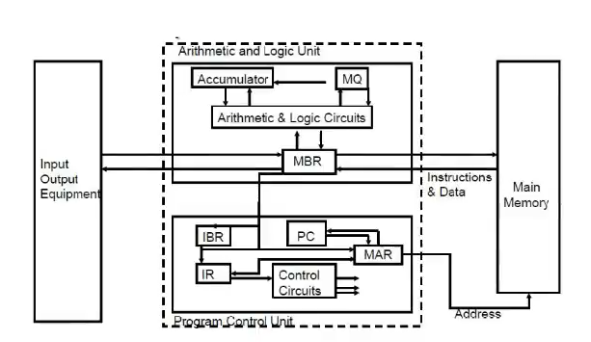 Arithmetic and Logic Unit
Accumulator
MQ
Arithmetic & Logic Circuits
MBR
Input
Output
Equipment
Instructions
& Data
Main
Memory
IBR
PC
MAR
IR
Control
Circuits
Address
Program Control Unit